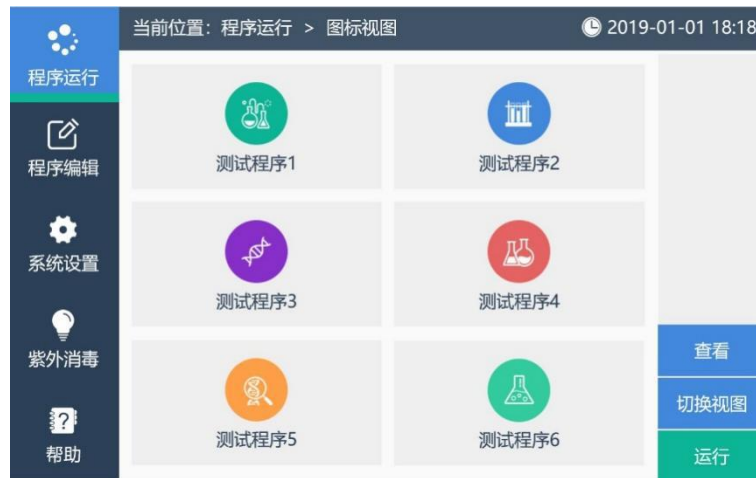 程序运行
程序编辑
系统设置
紫外消毒
帮助
当前位置：程序运行 > 图标视图
2019-01-01 18:18
测试程序1
测试程序2
测试程序3
测试程序4
测试程序5
测试程序6
查看
切换视图
运行